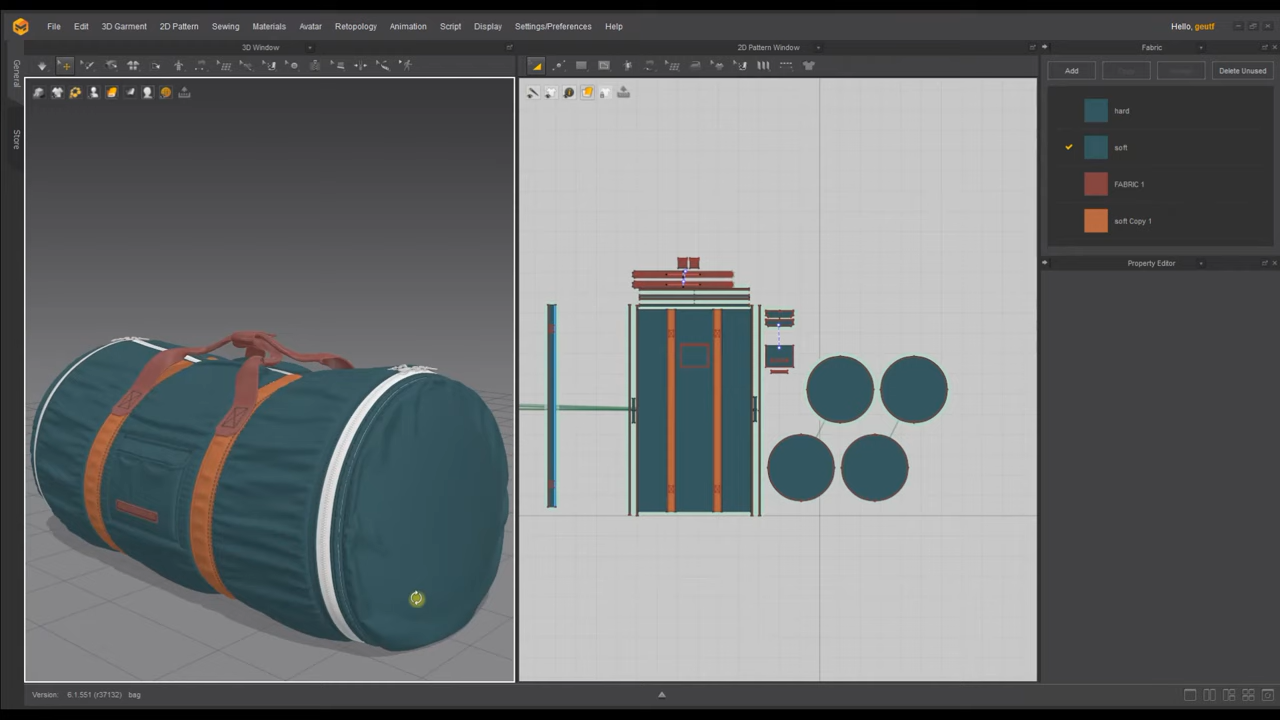 File Edit 3D Garment 2D Pattern Sewing Materials Avatar Retopology Animation Script Display Settings/Preferences Help
Hello, geutf
3D Window
2D Pattern Window
Fabric
General
Store
Add
Delete Unused
hard
soft
FABRIC 1
soft Copy 1
Property Editor
Version: 6.1.551 (r37132) bag